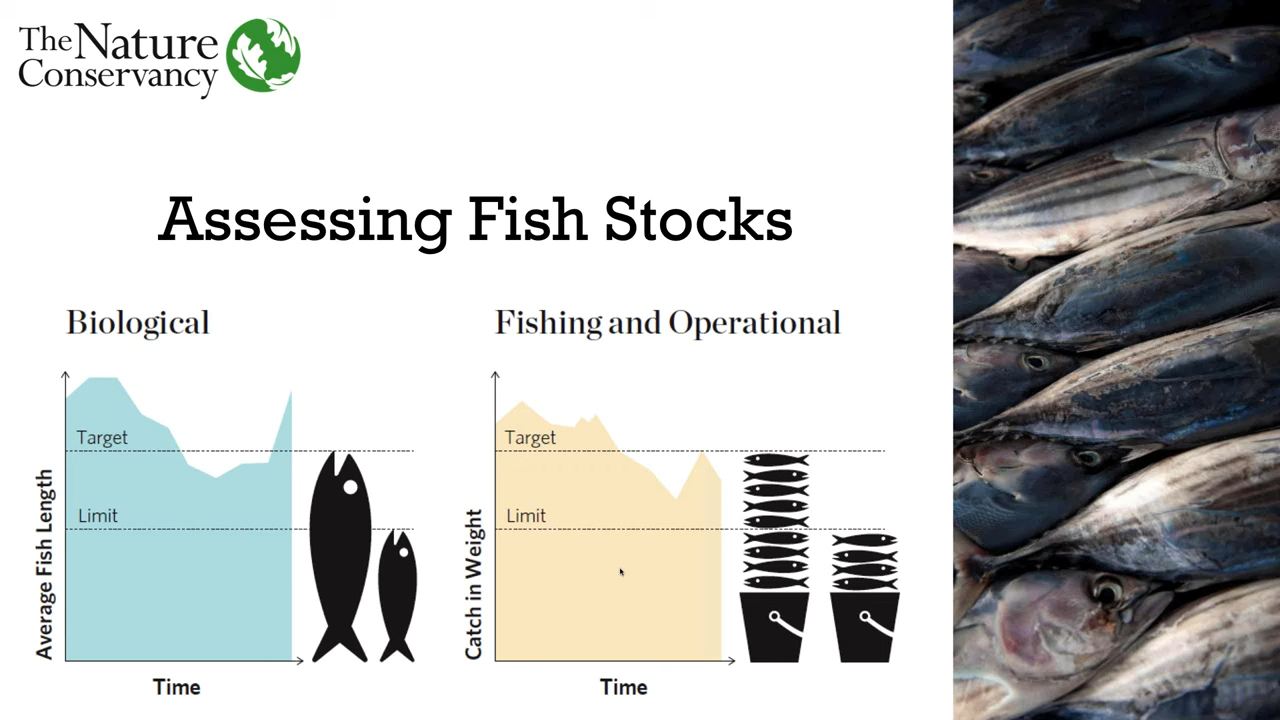 The Nature
Conservancy
Assessing Fish Stocks
Biological
Target
Limit
Average Fish Length
Time
Fishing and Operational
Target
Limit
Catch in Weight
Time